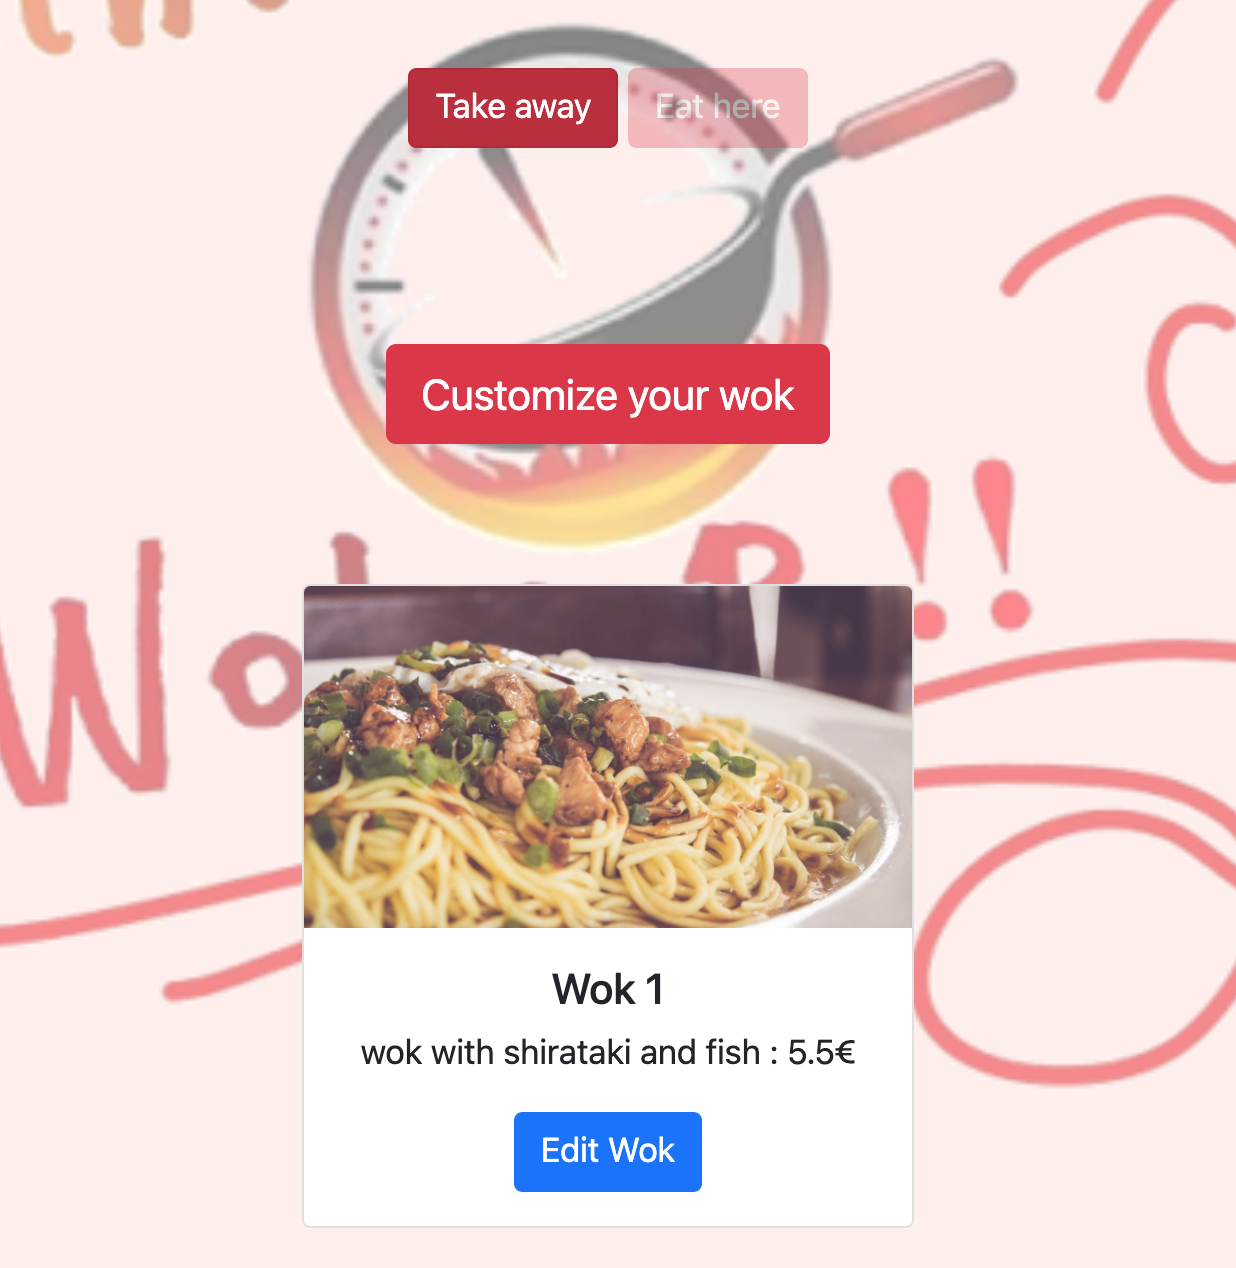 Take away
Eat here
Customize your wok
!!
Wok 1
wok with shirataki and fish : 5.5€
Edit Wok